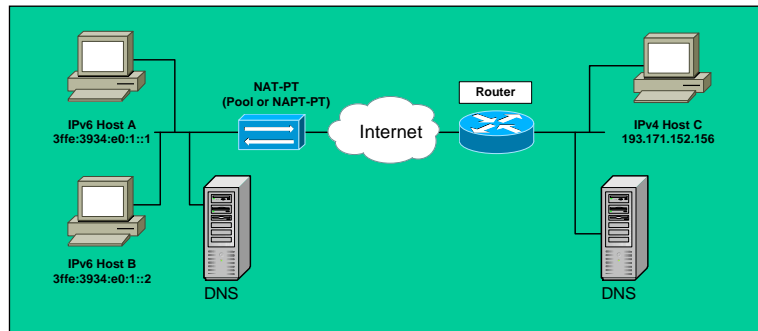 IPv6 Host A
3ffe:3934:e0:1::1
NAT-PT
(Pool or NAPT-PT)
Internet
Router
IPv4 Host C
193.171.152.156
IPv6 Host B
3ffe:3934:e0:1::2
DNS
DNS